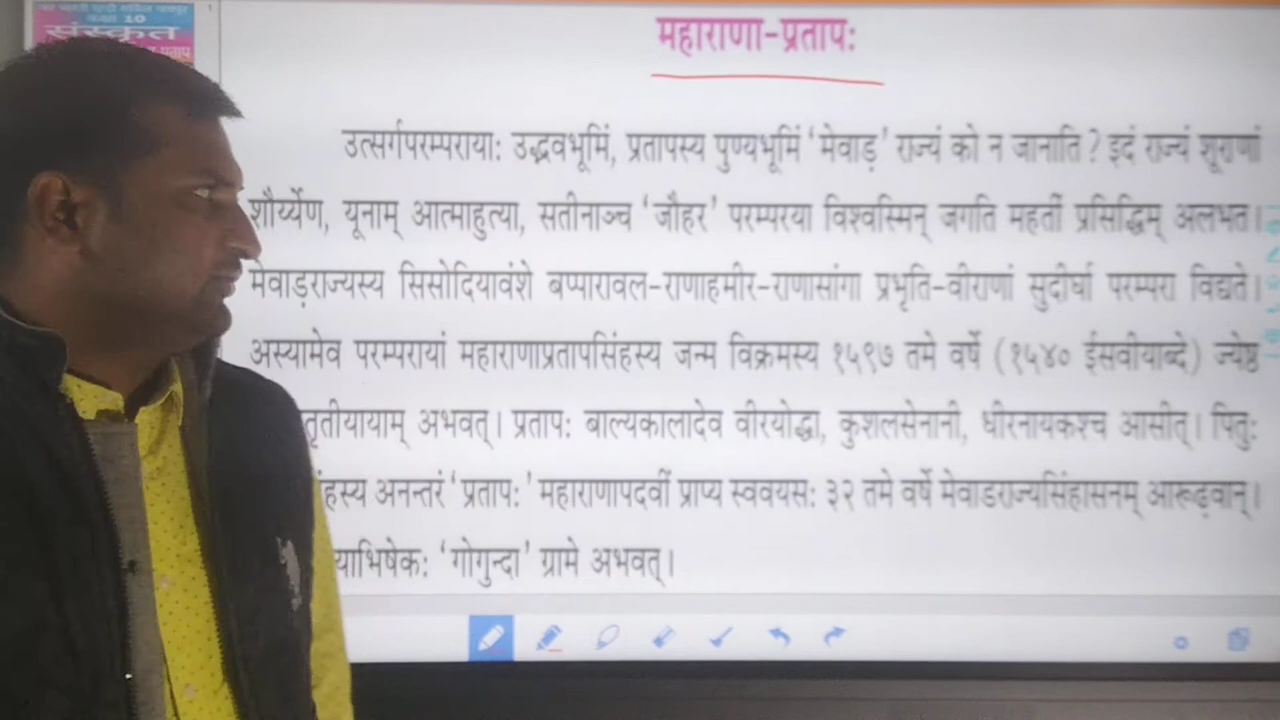 कक्षा 10
संस्कृत
महाराणा-प्रतापः
उत्सर्गपरम्परायाः उद्भवभूमिं, प्रतापस्य पुण्यभूमिं ‘मेवाड़’ राज्यं को न जानाति ? इदं राज्यं शूराणां
शौर्य्येण, यूनाम् आत्माहुत्या, सतीनाञ्च ‘जौहर’ परम्परया विश्वस्मिन् जगति महतीं प्रसिद्धिम् अलभत।
मेवाड़राज्यस्य सिसोदियावंशे बप्पारावल-राणाहमीर-राणासांगा प्रभृति-वीराणां सुदीर्घा परम्परा विद्यते।
अस्यामेव परम्परायां महाराणाप्रतापसिंहस्य जन्म विक्रमस्य १५९७ तमे वर्षे (१५४० ईसवीयाब्दे) ज्येष्ठ
तृतीयायाम् अभवत्। प्रतापः बाल्यकालादेव वीरयोद्धा, कुशलसेनानी, धीरनायकश्च आसीत्। पितुः
हस्य अनन्तरं ‘प्रतापः’ महाराणापदवीं प्राप्य स्ववयसः ३२ तमे वर्षे मेवाडराज्यसिंहासनम् आरूढ़वान्।
याभिषेकः ‘गोगुन्दा’ ग्रामे अभवत्।